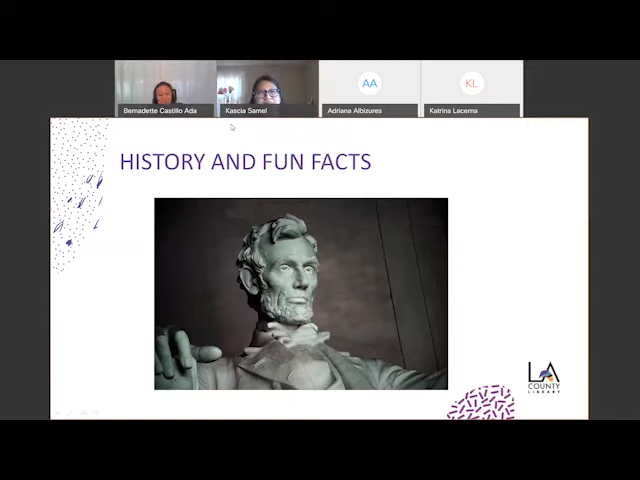 AA
KL
Bernadette Castillo Ada
Kascia Samel
Adriana Albizures
Katrina Lacerna
HISTORY AND FUN FACTS
LA
COUNTY
LIBRARY